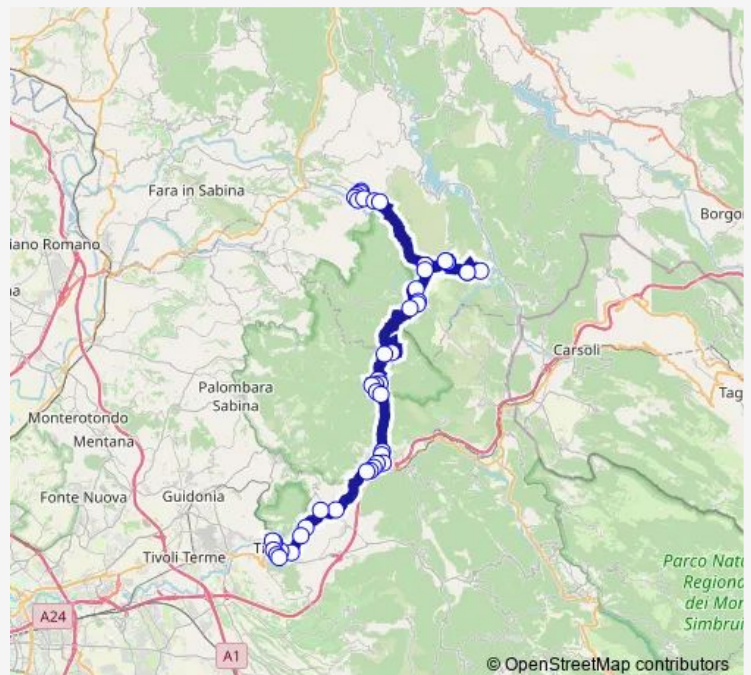 Fara in Sabina
Borgo
iano Romano
Carsoli
Palombara
Sabina
Tag
Monterotondo
Mentana
Fonte Nuova
Guidonia
Tivoli Terme
Parco Natu
Regiona
dei Mon
Simbrui
A24
A1
© OpenStreetMap contributors